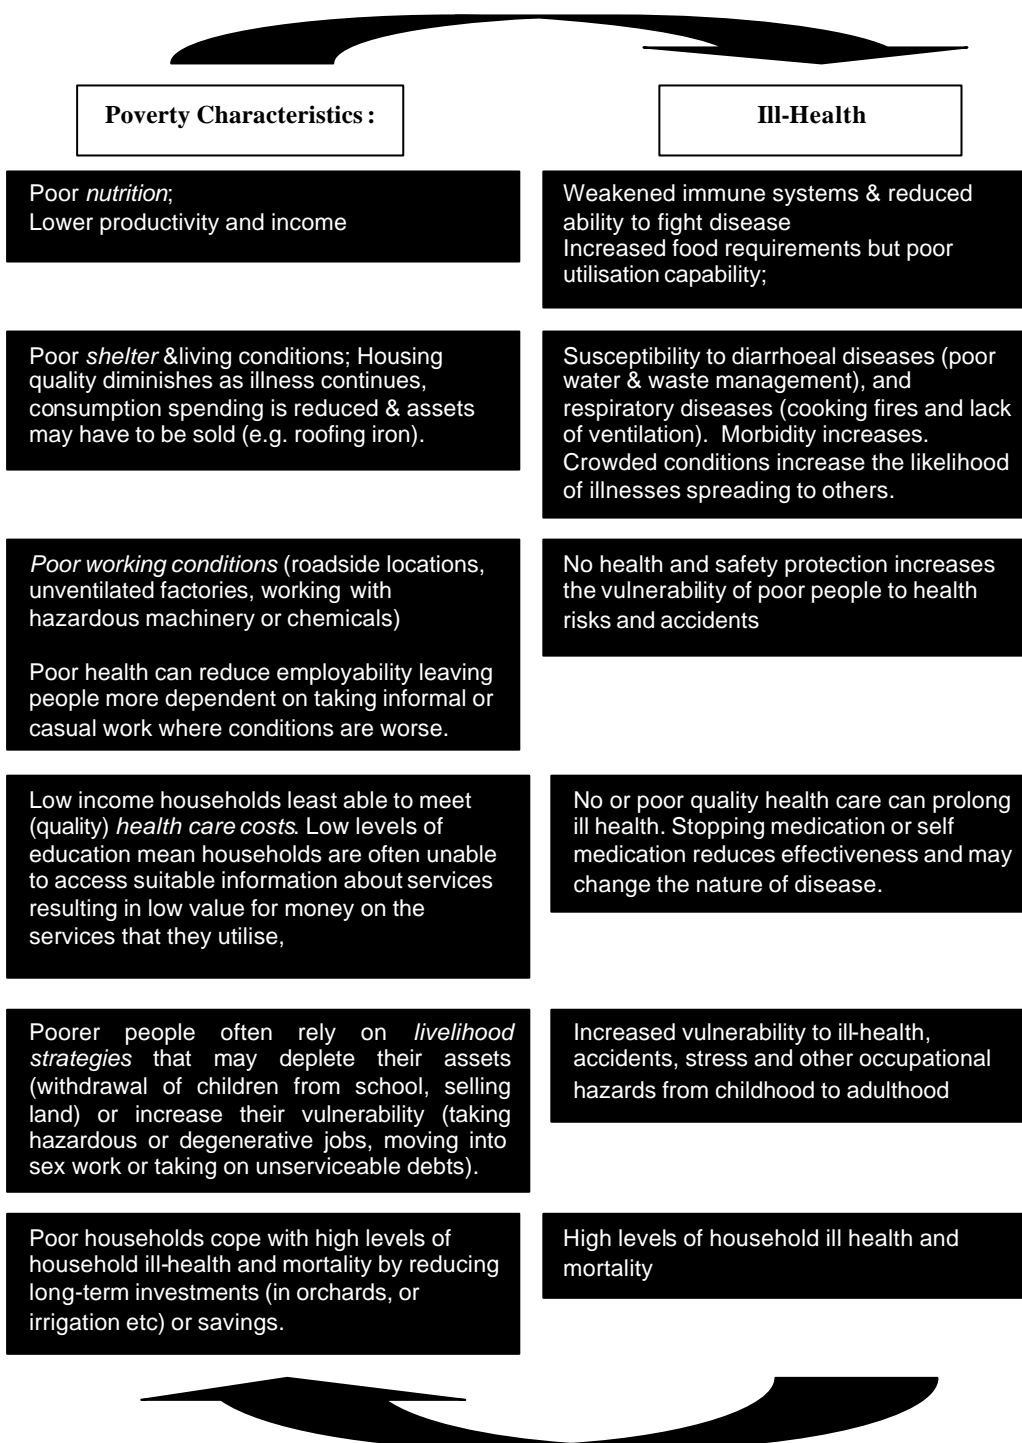 Poverty Characteristics :
Ill-Health
Poor nutrition;
Lower productivity and income
Weakened immune systems & reduced
ability to fight disease
Increased food requirements but poor
utilisation capability;
Poor shelter &living conditions; Housing
quality diminishes as illness continues,
consumption spending is reduced & assets
may have to be sold (e.g. roofing iron).
Susceptibility to diarrhoeal diseases (poor
water & waste management), and
respiratory diseases (cooking fires and lack
of ventilation).  Morbidity increases.
Crowded conditions increase the likelihood
of illnesses spreading to others.
Poor working conditions (roadside locations,
unventilated factories, working with
hazardous machinery or chemicals)
Poor health can reduce employability leaving
people more dependent on taking informal or
casual work where conditions are worse.
No health and safety protection increases
the vulnerability of poor people to health
risks and accidents
Low income households least able to meet
(quality) health care costs. Low levels of
education mean households are often unable
to access suitable information about services
resulting in low value for money on the
services that they utilise,
No or poor quality health care can prolong
ill health. Stopping medication or self
medication reduces effectiveness and may
change the nature of disease.
Poorer people often rely on livelihood
strategies that may deplete their assets
(withdrawal of children from school, selling
land) or increase their vulnerability (taking
hazardous or degenerative jobs, moving into
sex work or taking on unserviceable debts).
Increased vulnerability to ill-health,
accidents, stress and other occupational
hazards from childhood to adulthood
Poor households cope with high levels of
household ill-health and mortality by reducing
long-term investments (in orchards, or
irrigation etc) or savings.
High levels of household ill health and
mortality